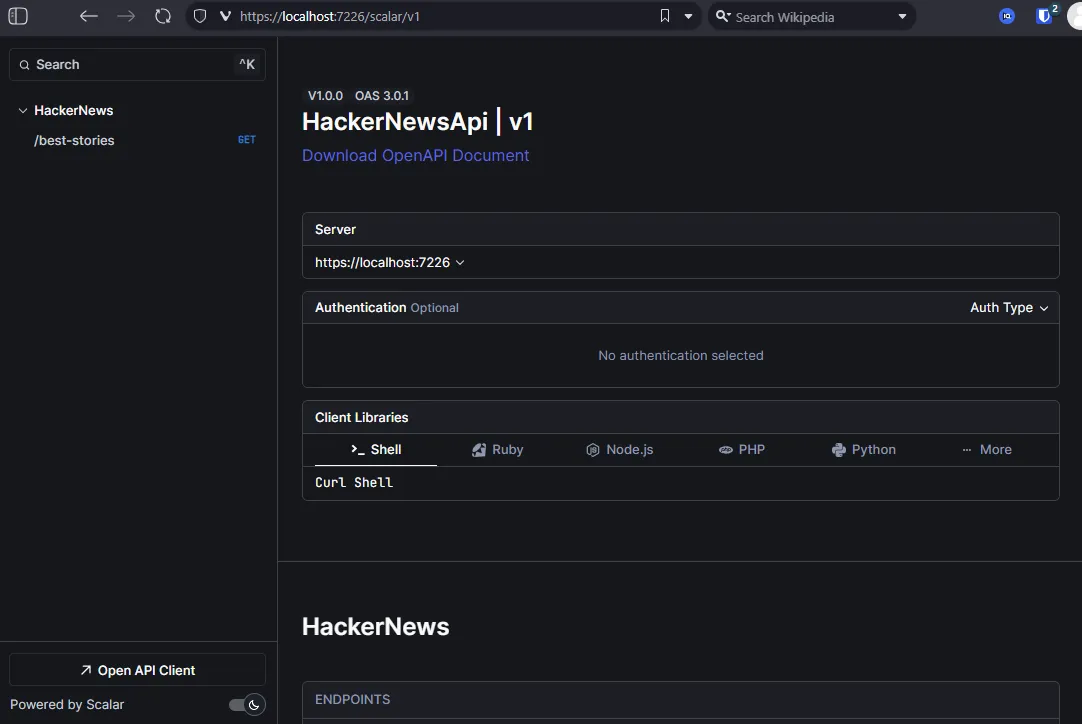 https://localhost:7226/scalar/v1
Search Wikipedia
2
Search ^K
HackerNews
/best-stories GET
Open API Client
Powered by Scalar
V1.0.0 OAS 3.0.1
HackerNewsApi | v1
Download OpenAPI Document
Server
https://localhost:7226
Authentication Optional Auth Type
No authentication selected
Client Libraries
Shell Ruby Node.js PHP Python More
Curl Shell
HackerNews
ENDPOINTS